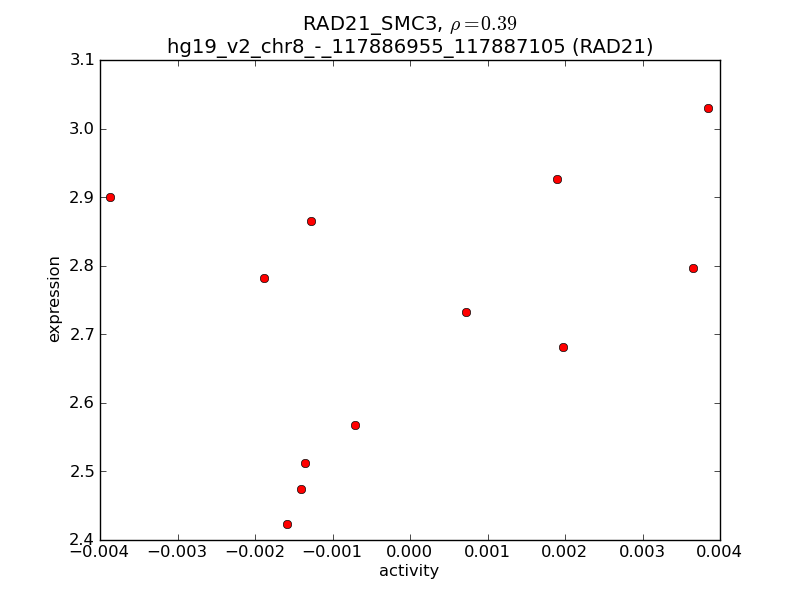 RAD21_SMC3, ρ=0.39
hg19_v2_chr8_-_117886955_117887105 (RAD21)
3.1
3.0
2.9
2.8
2.7
2.6
2.5
2.4
expression
−0.004 −0.003 −0.002 −0.001 0.000 0.001 0.002 0.003 0.004
activity